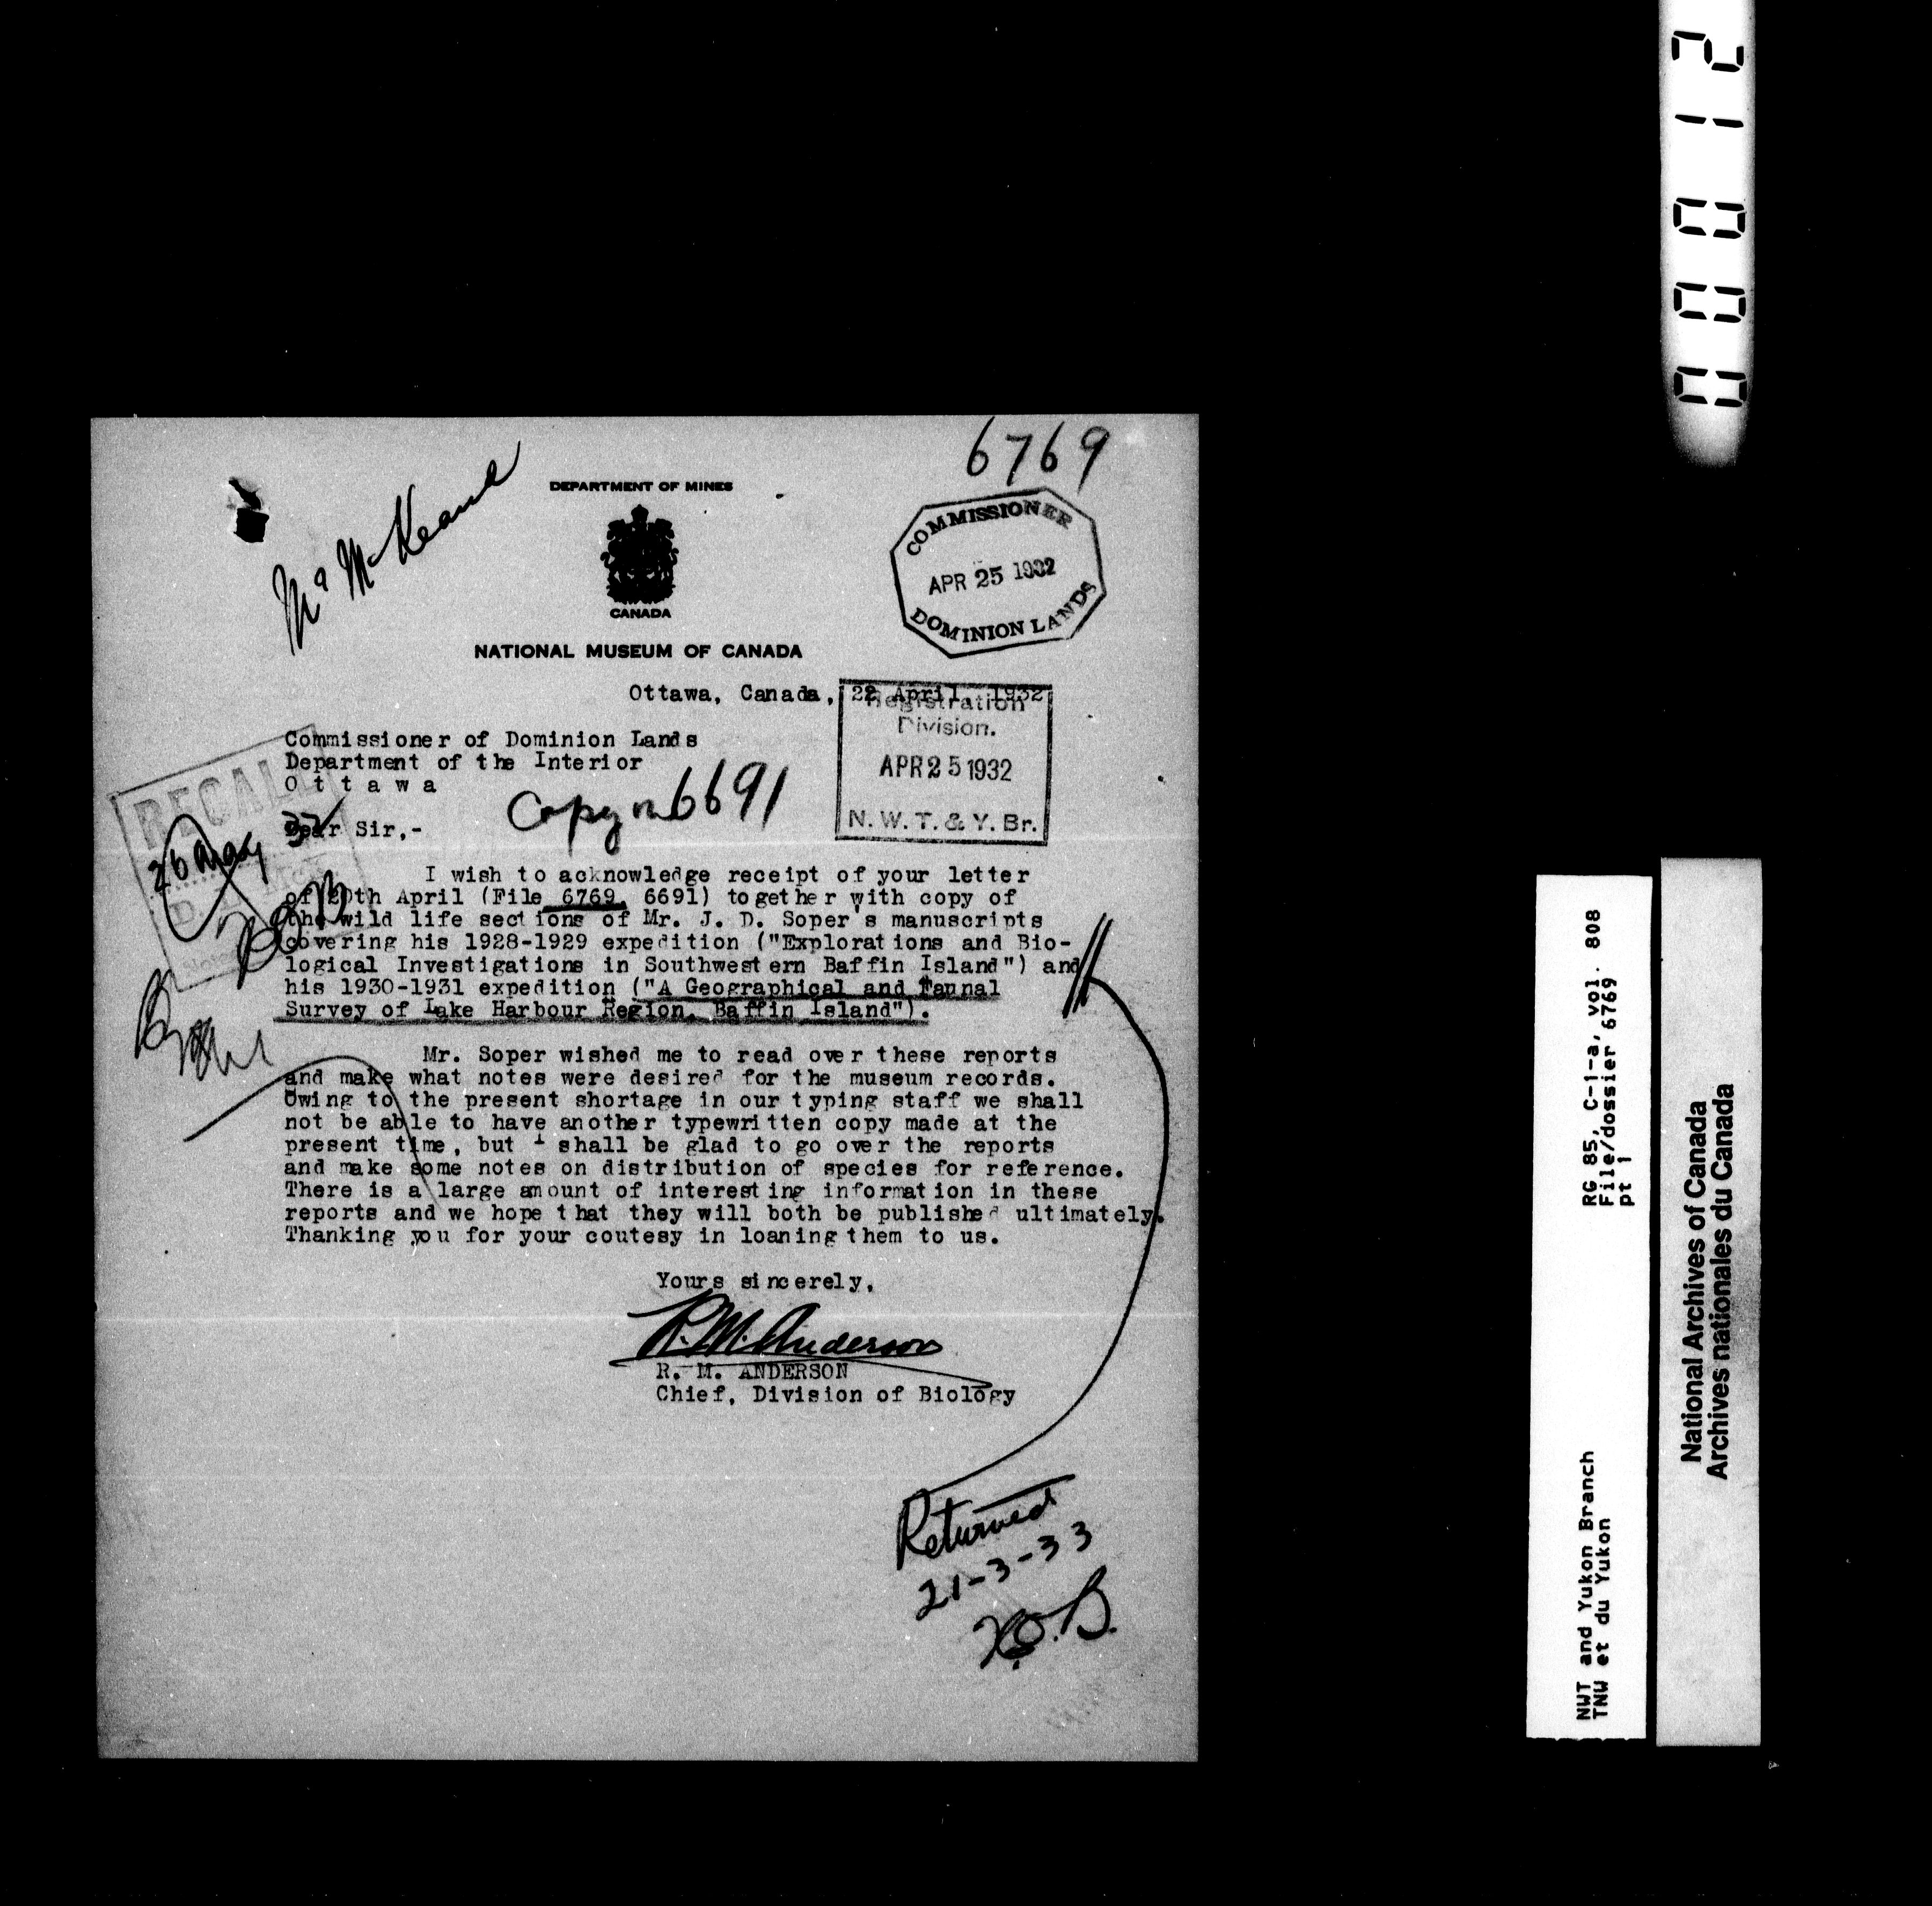 6769
Mr McKeand
DEPARTMENT OF MINES
CANADA
NATIONAL MUSEUM OF CANADA
COMMISSIONER
APR 25 1932
DOMINION LANDS
Ottawa, Canada, 22 April, 1932
Registration
Division.
APR 25 1932
N. W. T. & Y. Br.
Commissioner of Dominion Lands
Department of the Interior
O t t a w a
RECALL
Copy on 6691
Dear Sir,-
26 May 32
I wish to acknowledge receipt of your letter
of 20th April (File 6769, 6691) together with copy of
the wild life sections of Mr. J. D. Soper's manuscripts
covering his 1928-1929 expedition ("Explorations and Bio-
logical Investigations in Southwestern Baffin Island") and
his 1930-1931 expedition ("A Geographical and Faunal
Survey of Lake Harbour Region, Baffin Island").
Mr. Soper wished me to read over these reports
and make what notes were desired for the museum records.
Owing to the present shortage in our typing staff we shall
not be able to have another typewritten copy made at the
present time, but I shall be glad to go over the reports
and make some notes on distribution of species for reference.
There is a large amount of interesting information in these
reports and we hope that they will both be published ultimately.
Thanking you for your coutesy in loaning them to us.
Yours sincerely,
R. M. Anderson
R. M. ANDERSON
Chief, Division of Biology
Returned
21-3-33
00012
RG 85, C-1-a, vol. 808
File/dossier 6769
pt 1
NWT and Yukon Branch
TNW et du Yukon
National Archives of Canada
Archives nationales du Canada